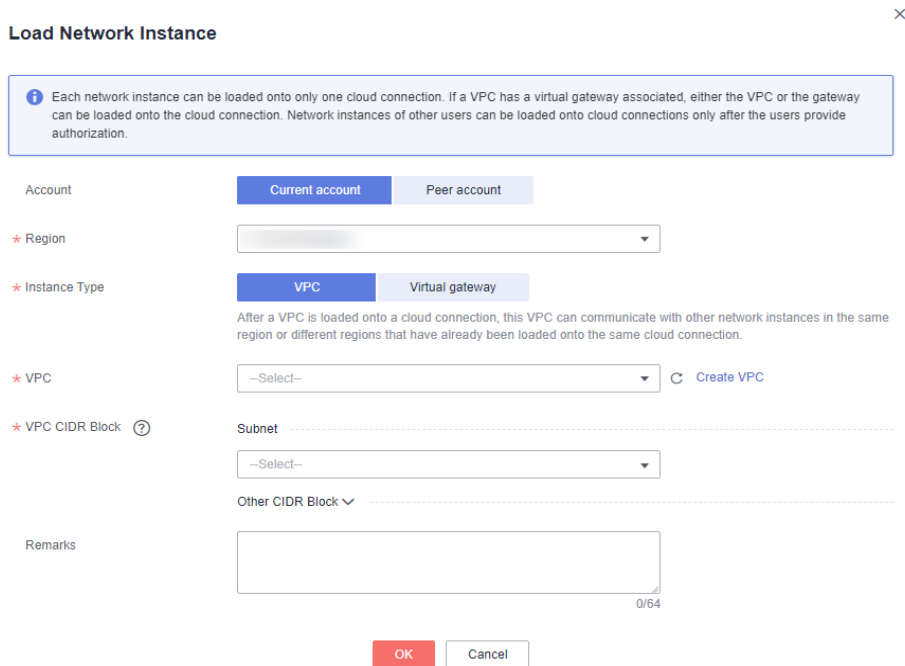 Load Network Instance
Each network instance can be loaded onto only one cloud connection. If a VPC has a virtual gateway associated, either the VPC or the gateway
can be loaded onto the cloud connection. Network instances of other users can be loaded onto cloud connections only after the users provide
authorization.
Account
Current account
Peer account
* Region
* Instance Type
VPC
Virtual gateway
After a VPC is loaded onto a cloud connection, this VPC can communicate with other network instances in the same
region or different regions that have already been loaded onto the same cloud connection.
* VPC
--Select--
Create VPC
* VPC CIDR Block ?
Subnet
--Select--
Other CIDR Block
Remarks
0/64
OK
Cancel